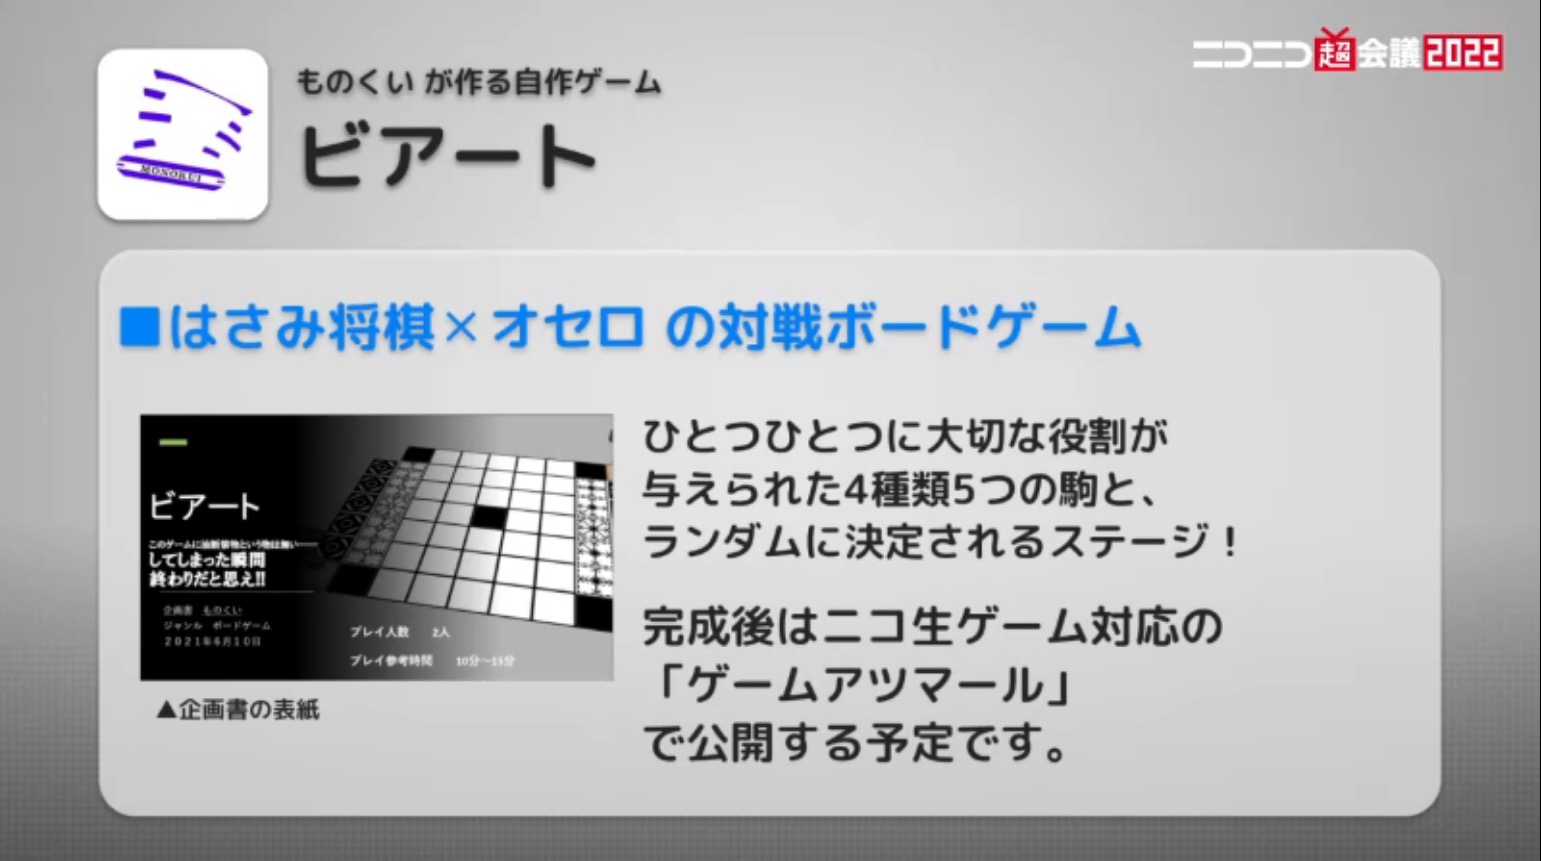 ニコニコ超会議2022
ものくい が作る自作ゲーム
ビアート
MONOKUI
■はさみ将棋×オセロ の対戦ボードゲーム
ひとつひとつに大切な役割が
与えられた4種類5つの駒と、
ランダムに決定されるステージ！
完成後はニコ生ゲーム対応の
「ゲームアツマール」
で公開する予定です。
ビアート
このゲームに油断禁物という物は無い
してしまった瞬間
終わりだと思え!!
企画書 ものくい
ジャンル ボードゲーム
2021年6月10日
プレイ人数 2人
プレイ参考時間 10分～15分
▲企画書の表紙